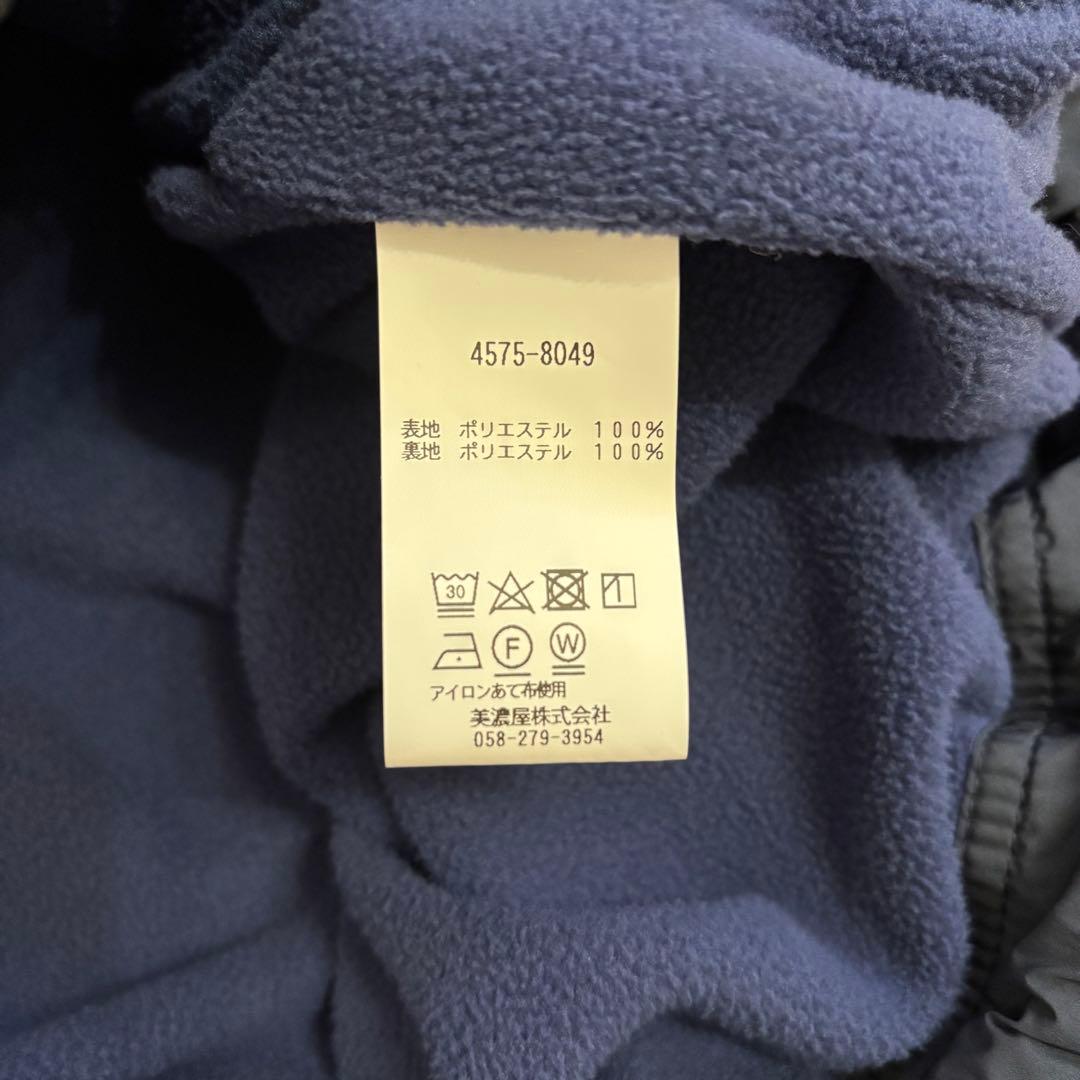 4575-8049
表地 ポリエステル 100%
裏地 ポリエステル 100%
30
F W
アイロンあて布使用
美濃屋株式会社
058-279-3954